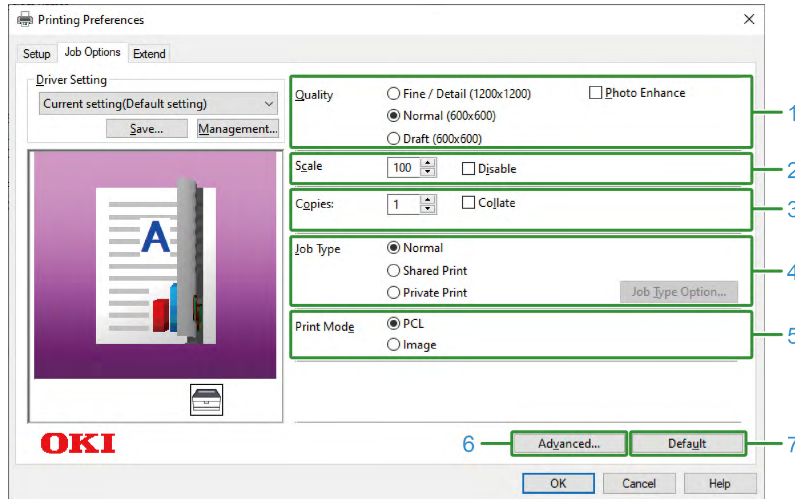 Printing Preferences
Setup Job Options Extend
Driver Setting
Current setting(Default setting)
Save... Management...
A
OKI
Quality
Fine / Detail (1200x1200)
Normal (600x600)
Draft (600x600)
Photo Enhance
1
Scale 100 Disable
2
Copies: 1 Collate
3
Job Type
Normal
Shared Print
Private Print
Job Type Option...
4
Print Mode
PCL
Image
5
6 Advanced... Default 7
OK Cancel Help